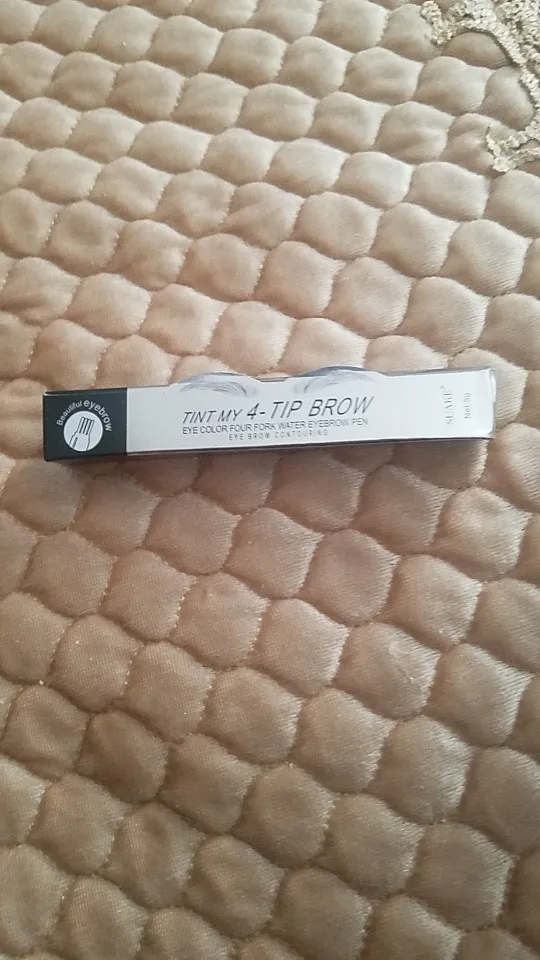 Beautiful eyebrow
TINT MY 4-TIP BROW
EYE COLOR FOUR FORK WATER EYEBROW PEN
EYE BROW CONTOURING
SUAKE®
Net:5g